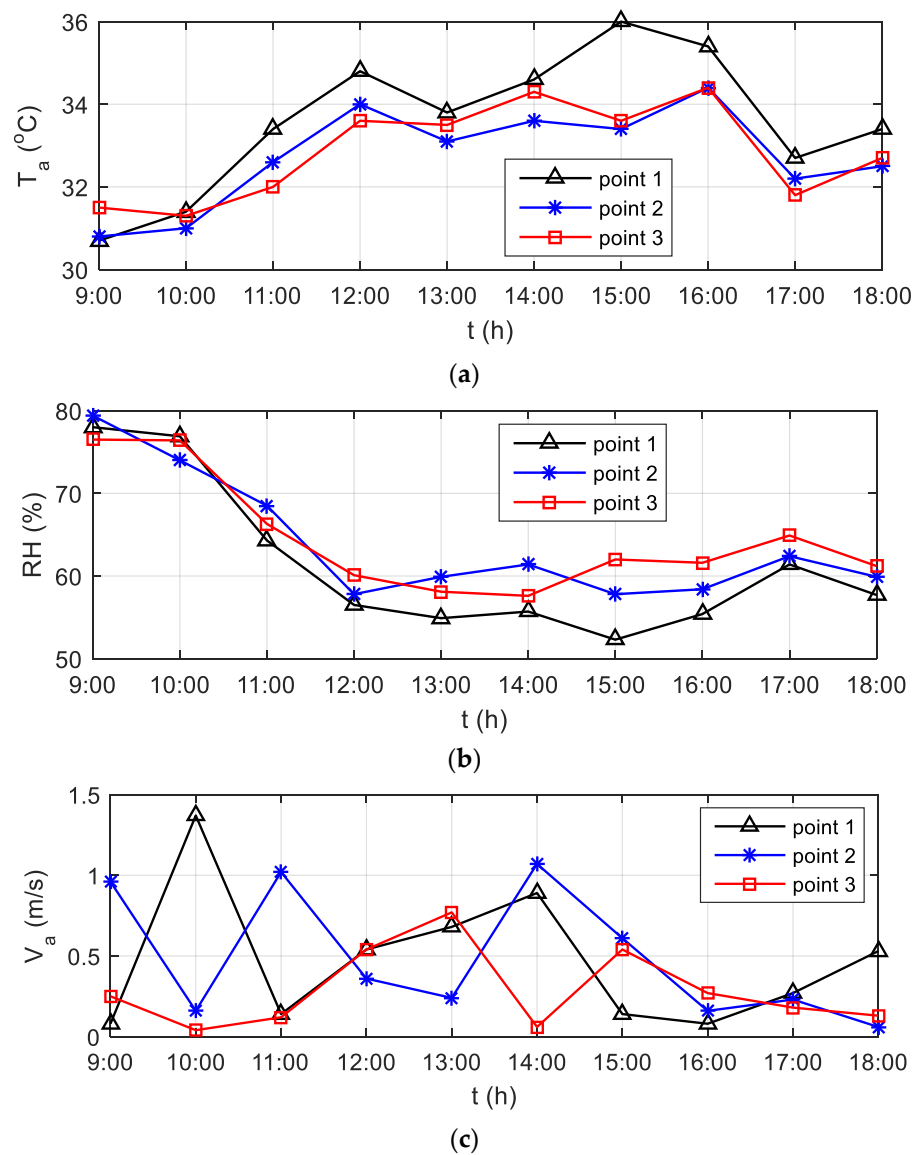 36
34
32
30
T_a (°C)
point 1
point 2
point 3
9:00 10:00 11:00 12:00 13:00 14:00 15:00 16:00 17:00 18:00
t (h)
(a)
80
70
60
50
RH (%)
point 1
point 2
point 3
9:00 10:00 11:00 12:00 13:00 14:00 15:00 16:00 17:00 18:00
t (h)
(b)
1.5
1
0.5
0
V_a (m/s)
point 1
point 2
point 3
9:00 10:00 11:00 12:00 13:00 14:00 15:00 16:00 17:00 18:00
t (h)
(c)